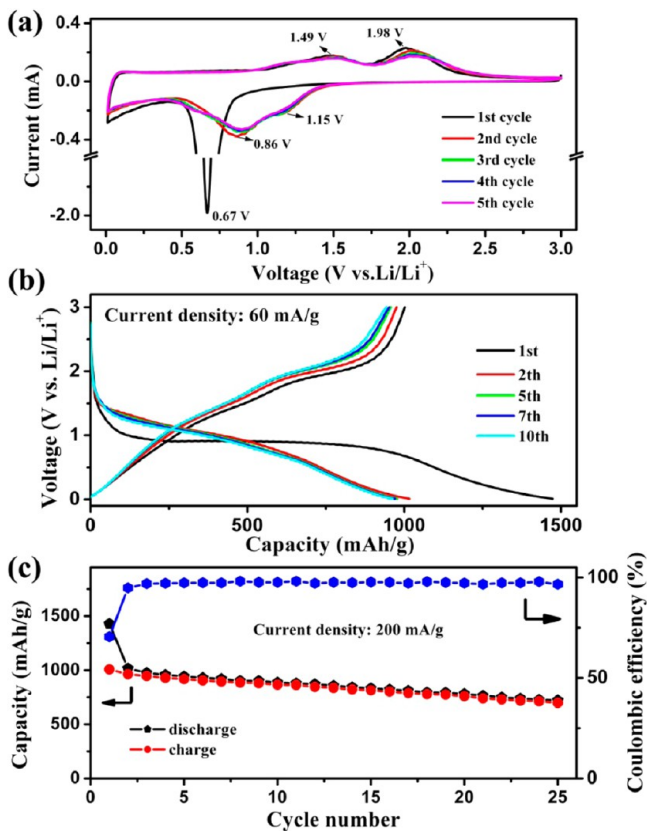 (a)
0.4
0.0
-0.4
-2.0
Current (mA)
1.49 V
1.98 V
1.15 V
0.86 V
0.67 V
1st cycle
2nd cycle
3rd cycle
4th cycle
5th cycle
0.0 0.5 1.0 1.5 2.0 2.5 3.0
Voltage (V vs.Li/Li⁺)
(b)
Current density: 60 mA/g
3
2
1
0
Voltage (V vs. Li/Li⁺)
1st
2th
5th
7th
10th
0 500 1000 1500
Capacity (mAh/g)
(c)
1500
1250
1000
750
500
250
0
Capacity (mAh/g)
Current density: 200 mA/g
discharge
charge
100
50
0
Coulombic efficiency (%)
0 5 10 15 20 25
Cycle number